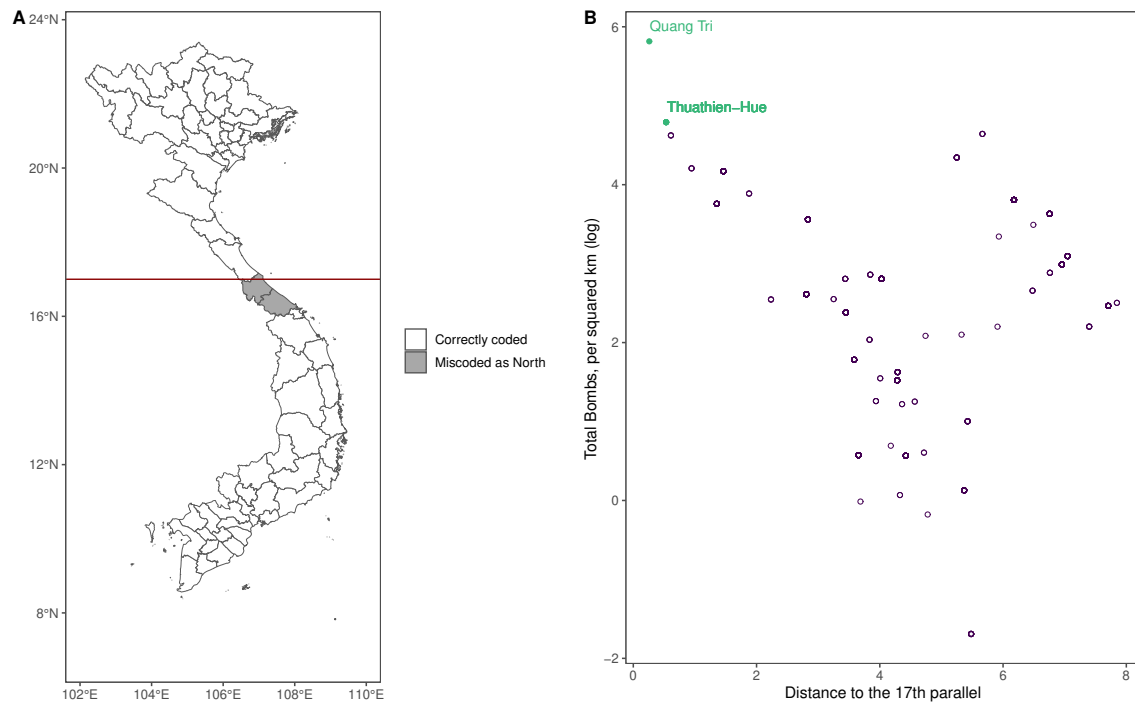 A
24°N
20°N
16°N
12°N
8°N
102°E
104°E
106°E
108°E
110°E
Correctly coded
Miscoded as North
B
Quang Tri
Thuathien−Hue
Total Bombs, per squared km (log)
6
4
2
0
−2
0
2
4
6
8
Distance to the 17th parallel